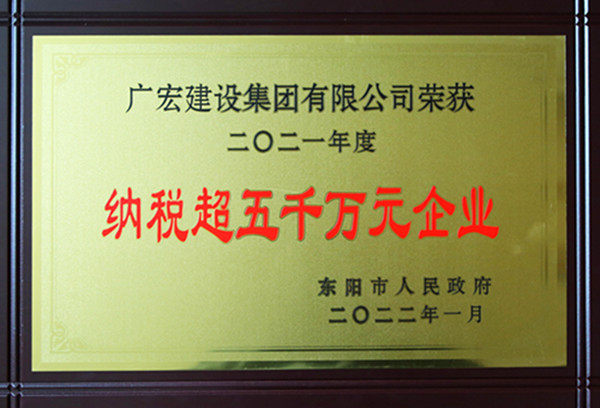 广宏建设集团有限公司荣获
二〇二一年度
纳税超五千万元企业
东阳市人民政府
二〇二二年一月